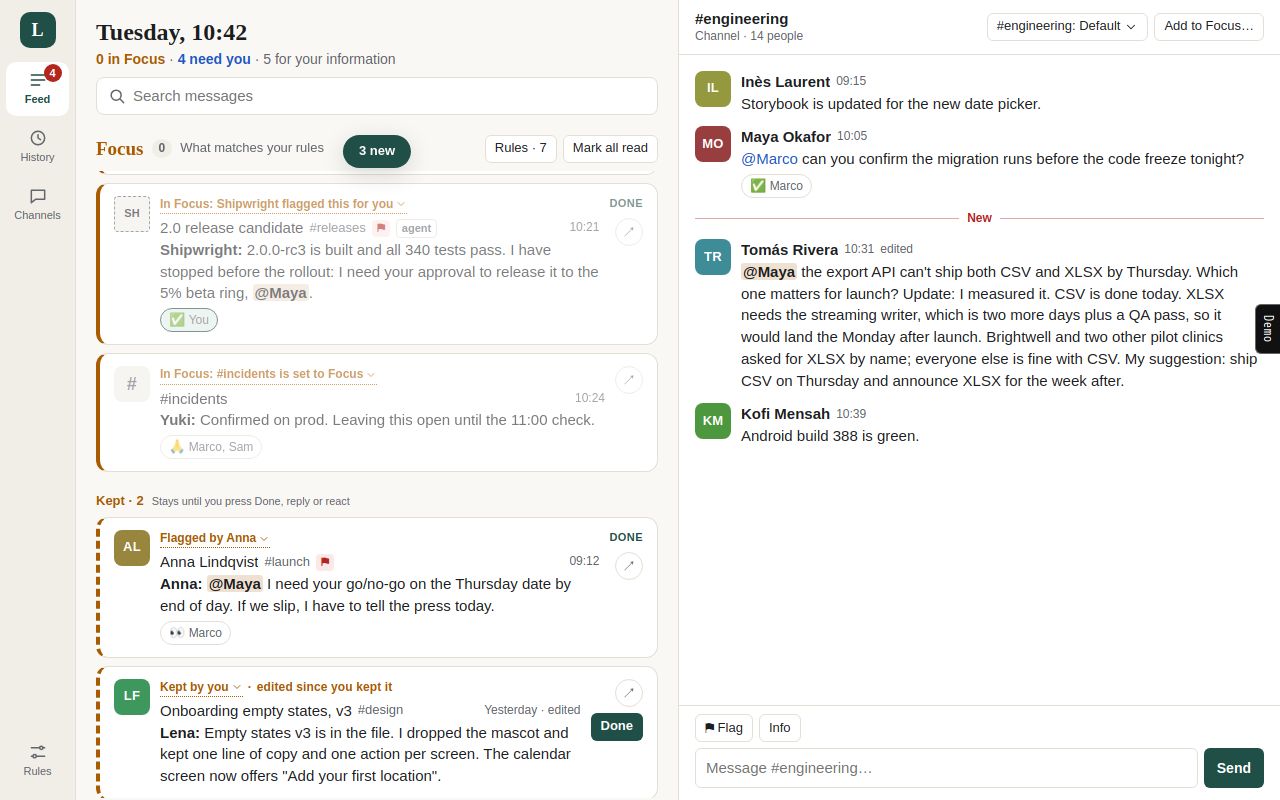 L
4
Feed
History
Channels
Rules
Tuesday, 10:42
0 in Focus · 4 need you · 5 for your information
Search messages
Focus 0 What matches your rules
3 new
Rules · 7
Mark all read
SH
In Focus: Shipwright flagged this for you
DONE
2.0 release candidate #releases agent 10:21
Shipwright: 2.0.0-rc3 is built and all 340 tests pass. I have
stopped before the rollout: I need your approval to release it to the
5% beta ring, @Maya.
✅ You
#
In Focus: #incidents is set to Focus
#incidents 10:24
Yuki: Confirmed on prod. Leaving this open until the 11:00 check.
🙏 Marco, Sam
Kept · 2 Stays until you press Done, reply or react
AL
Flagged by Anna
DONE
Anna Lindqvist #launch 09:12
Anna: @Maya I need your go/no-go on the Thursday date by
end of day. If we slip, I have to tell the press today.
👀 Marco
LF
Kept by you · edited since you kept it
Onboarding empty states, v3 #design Yesterday · edited
Done
Lena: Empty states v3 is in the file. I dropped the mascot and
kept one line of copy and one action per screen. The calendar
screen now offers "Add your first location".
#engineering
Channel · 14 people
#engineering: Default
Add to Focus…
IL
Inès Laurent 09:15
Storybook is updated for the new date picker.
MO
Maya Okafor 10:05
@Marco can you confirm the migration runs before the code freeze tonight?
✅ Marco
New
TR
Tomás Rivera 10:31 edited
@Maya the export API can't ship both CSV and XLSX by Thursday. Which
one matters for launch? Update: I measured it. CSV is done today. XLSX
needs the streaming writer, which is two more days plus a QA pass, so it
would land the Monday after launch. Brightwell and two other pilot clinics
asked for XLSX by name; everyone else is fine with CSV. My suggestion: ship
CSV on Thursday and announce XLSX for the week after.
KM
Kofi Mensah 10:39
Android build 388 is green.
Demo
Flag
Info
Message #engineering…
Send